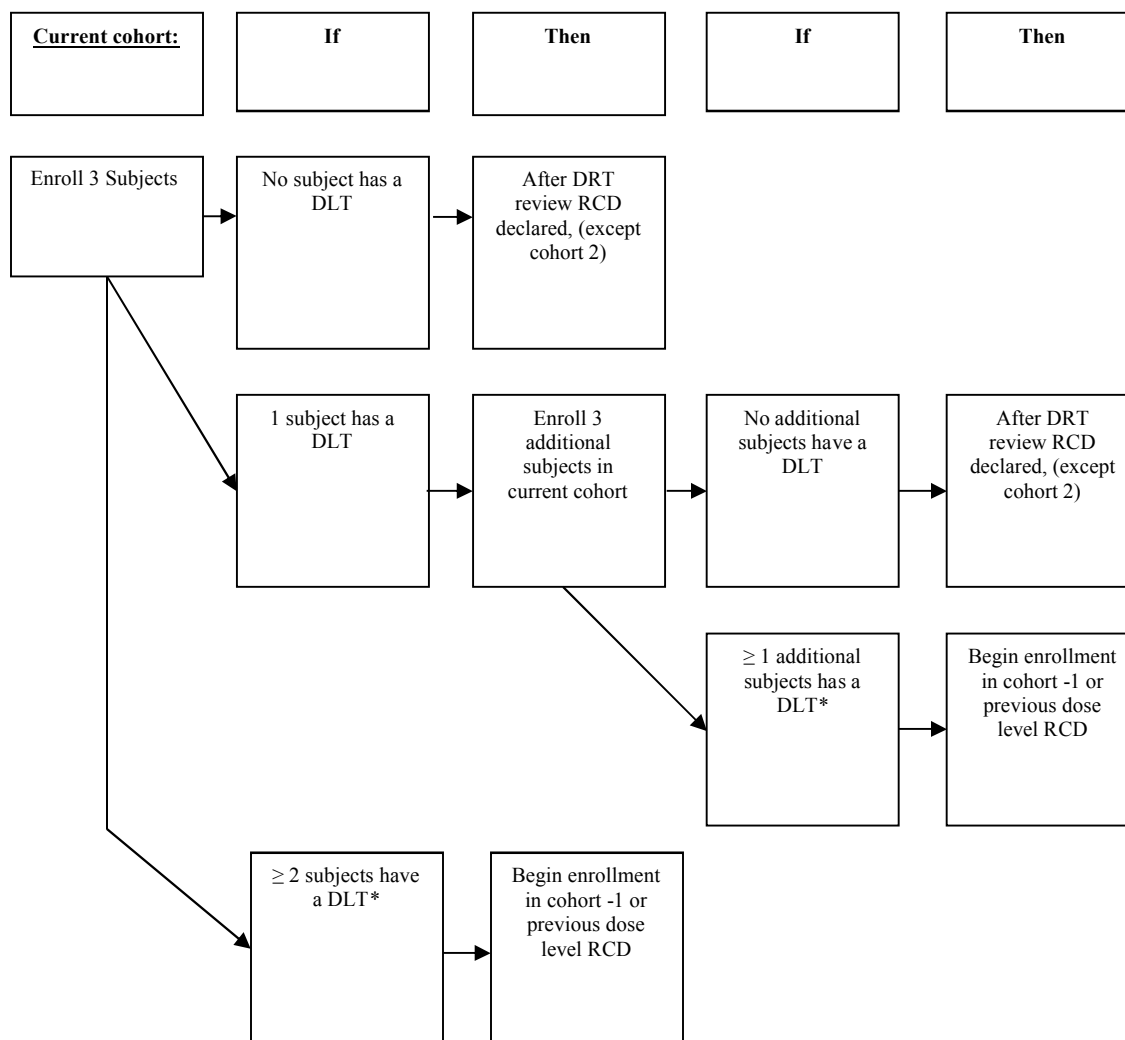 Current cohort:
If
Then
If
Then
Enroll 3 Subjects
No subject has a
DLT
After DRT
review RCD
declared, (except
cohort 2)
1 subject has a
DLT
Enroll 3
additional
subjects in
current cohort
No additional
subjects have a
DLT
After DRT
review RCD
declared, (except
cohort 2)
≥ 1 additional
subjects has a
DLT*
Begin enrollment
in cohort -1 or
previous dose
level RCD
≥ 2 subjects have
a DLT*
Begin enrollment
in cohort -1 or
previous dose
level RCD